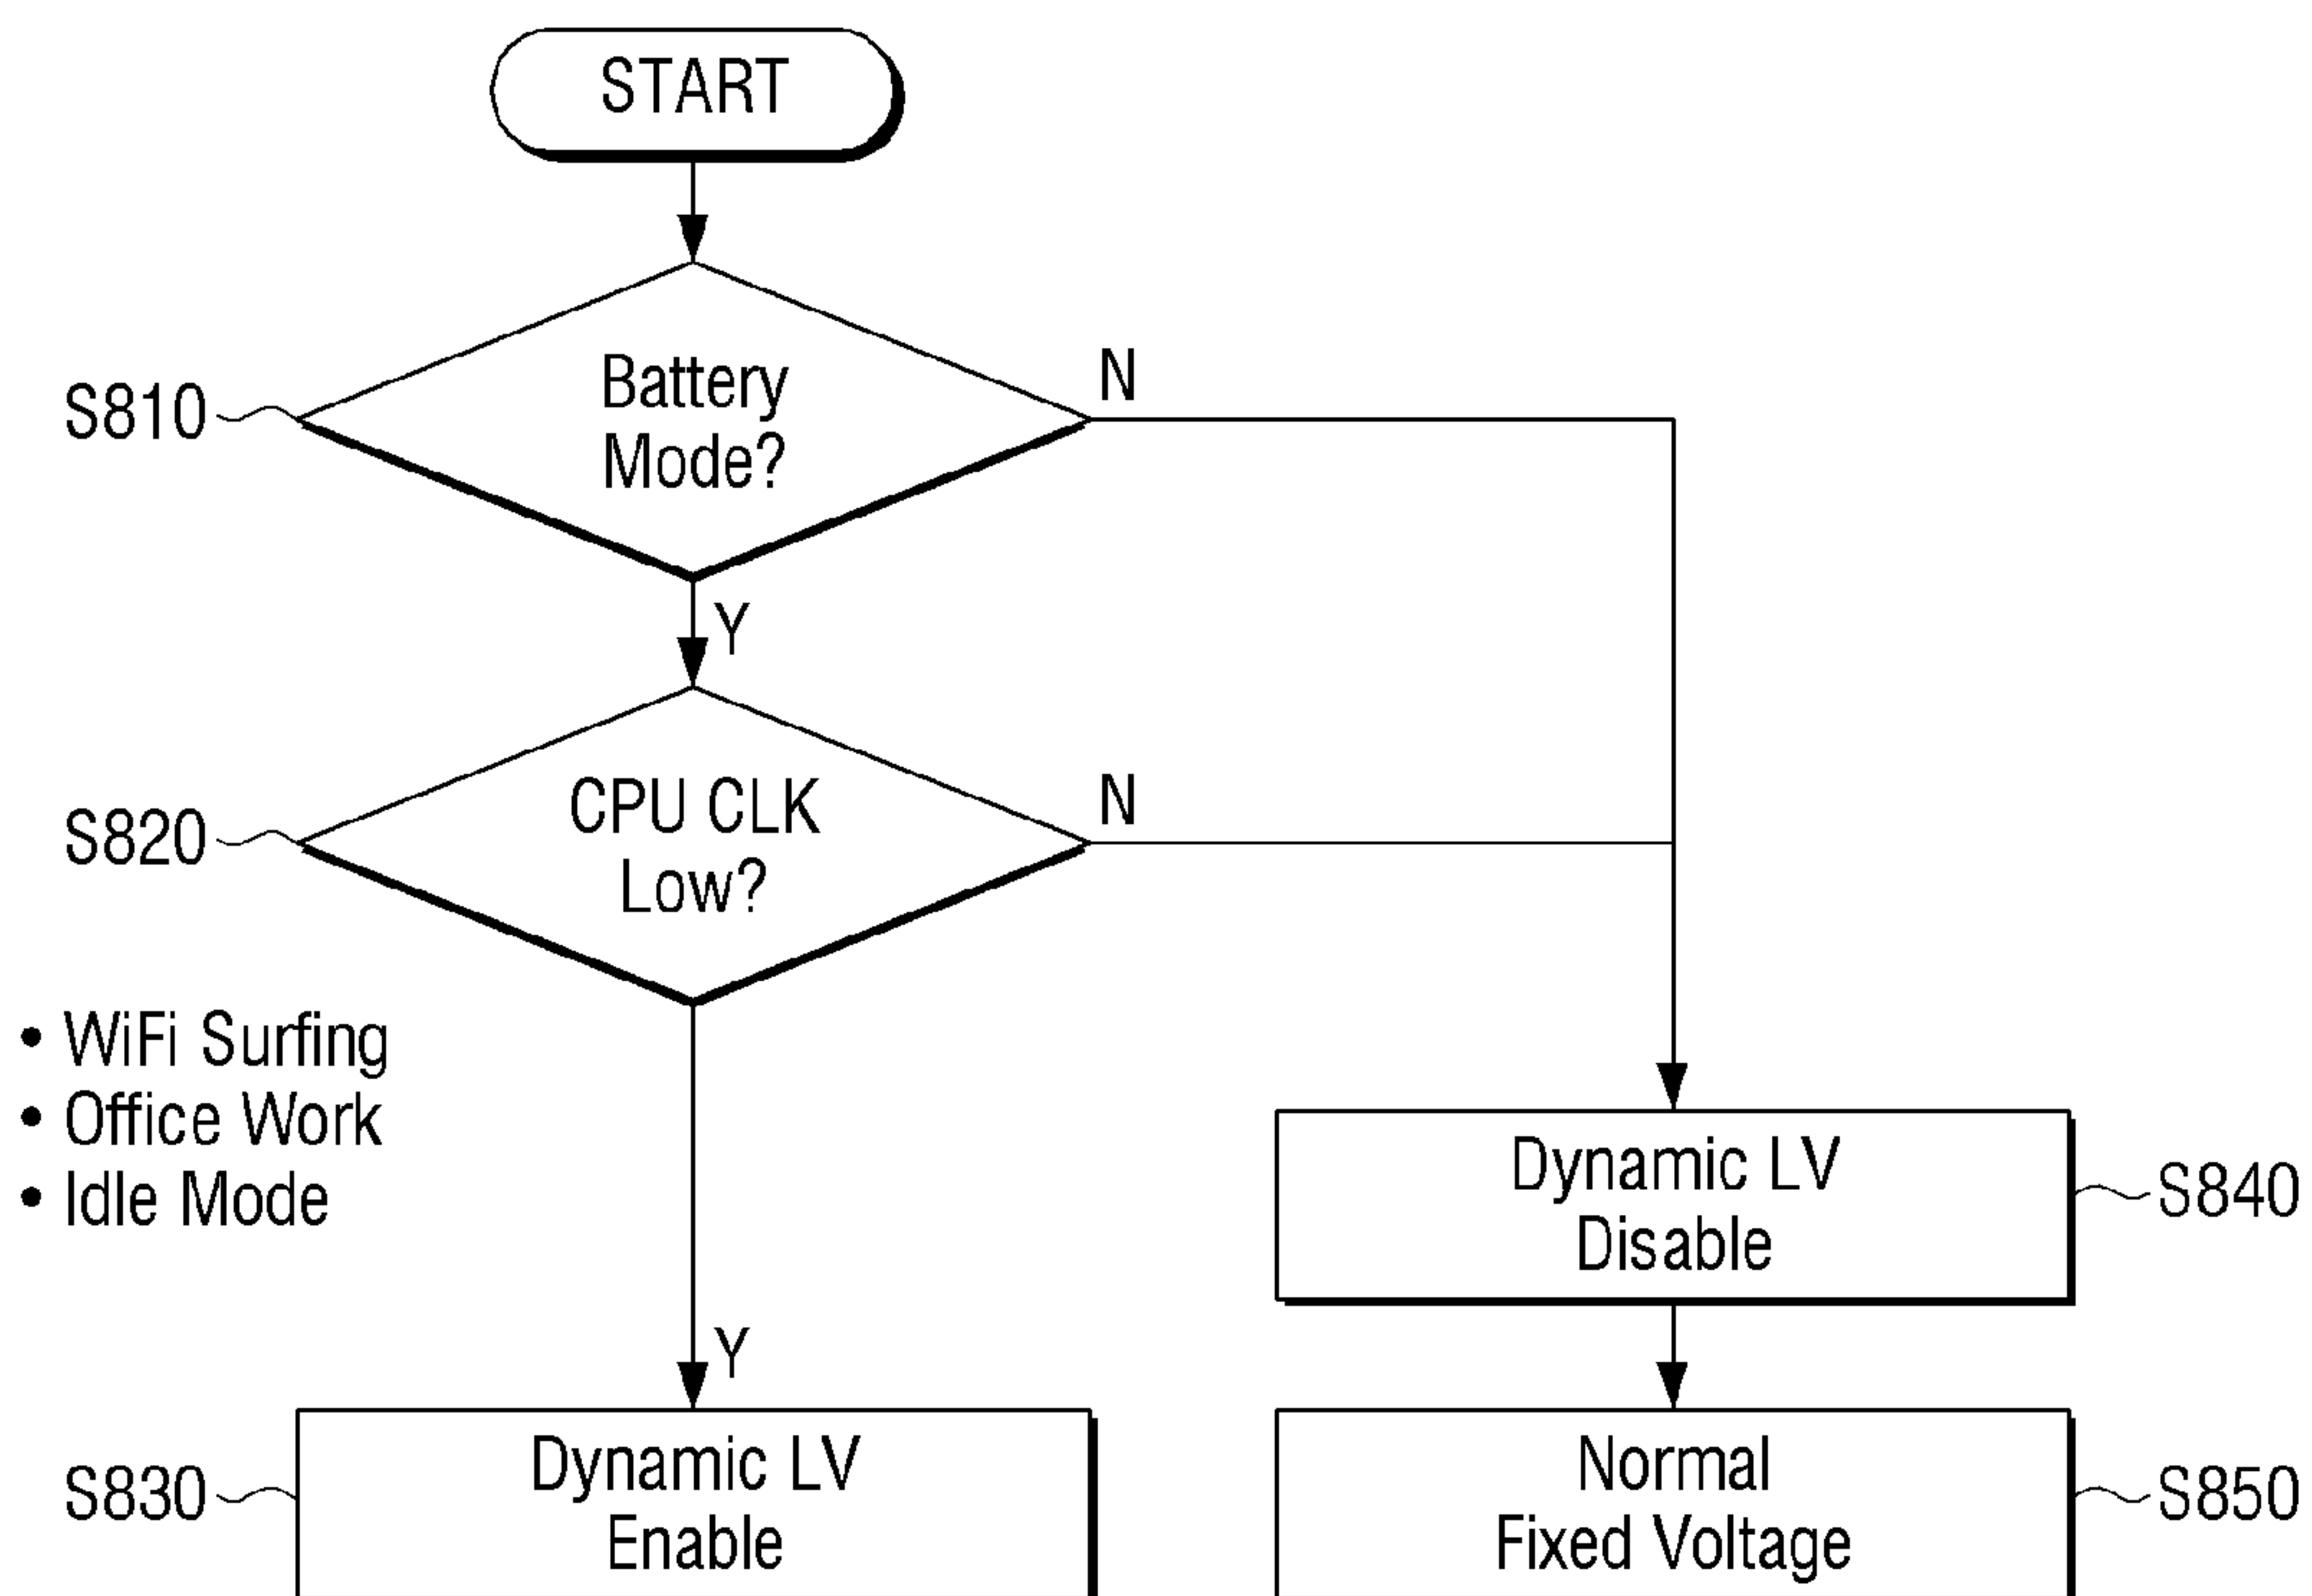 START
S810
Battery
Mode?
N
Y
S820
CPU CLK
Low?
N
• WiFi Surfing
• Office Work
• Idle Mode
Dynamic LV
Disable
S840
Y
S830
Dynamic LV
Enable
Normal
Fixed Voltage
S850